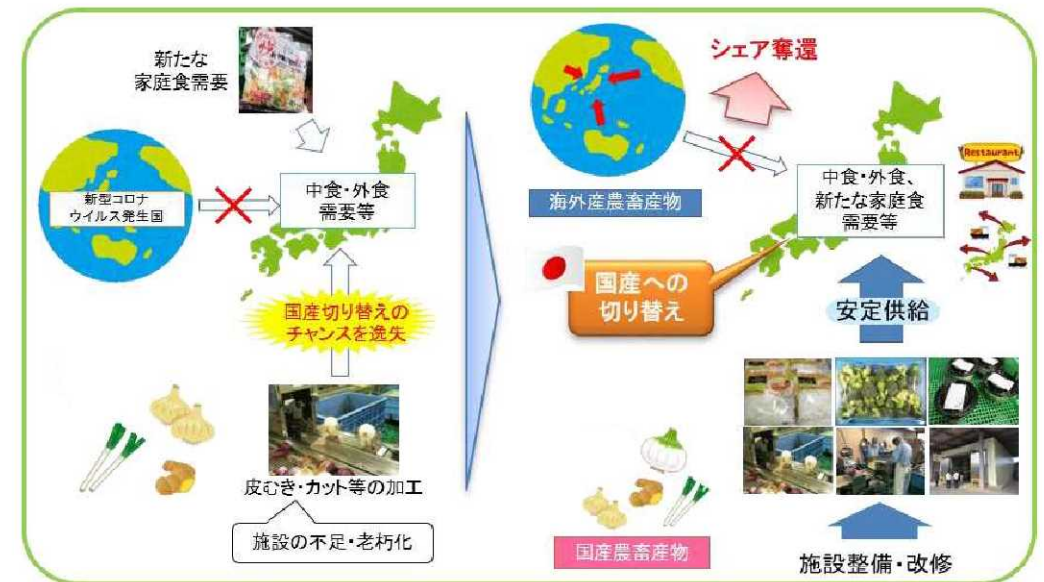 新たな
家庭食需要
新型コロナ
ウイルス発生国
中食・外食
需要等
国産切り替えの
チャンスを逸失
皮むき・カット等の加工
施設の不足・老朽化
シェア奪還
海外産農畜産物
Restaurant
中食・外食、
新たな家庭食
需要等
国産への
切り替え
安定供給
国産農畜産物
施設整備・改修